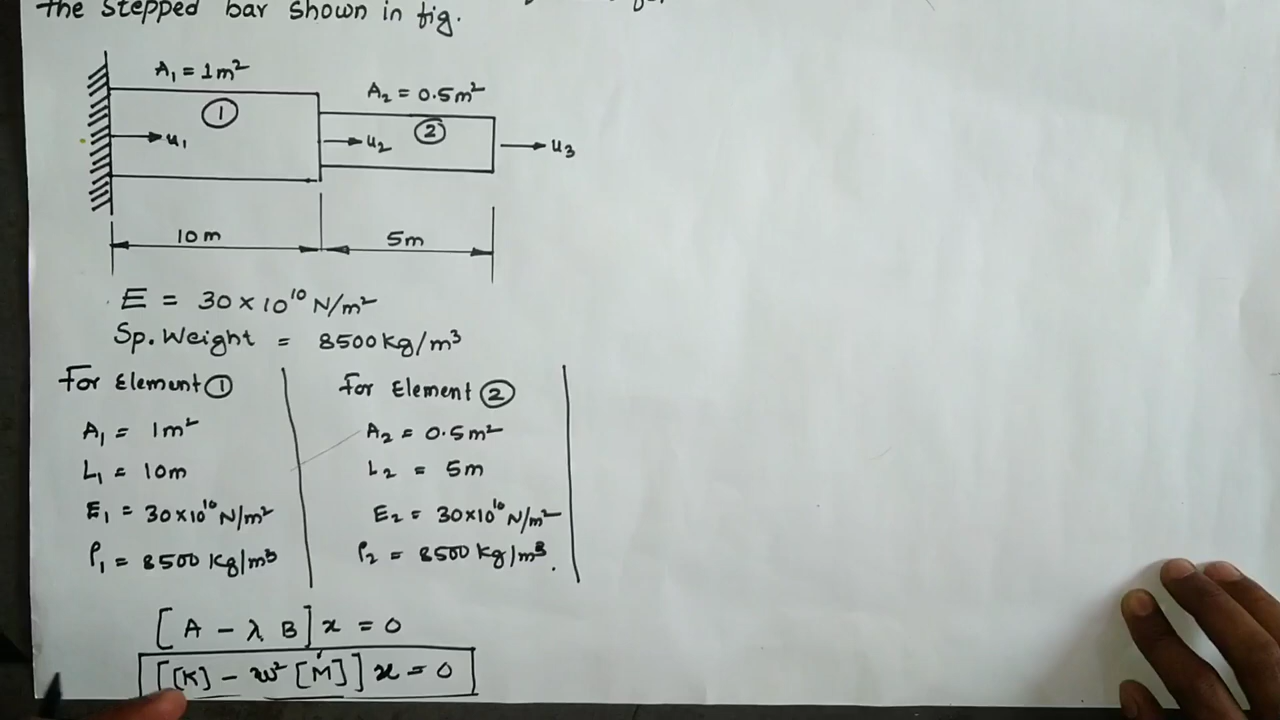 the stepped bar shown in fig.
A₁ = 1m²
A₂ = 0.5m²
①
②
u₁
u₂
u₃
10m
5m
E = 30 × 10¹⁰ N/m²
Sp. Weight = 8500 kg/m³
For Element ①
A₁ = 1m²
L₁ = 10m
E₁ = 30×10¹⁰ N/m²
ρ₁ = 8500 kg/m³
For Element ②
A₂ = 0.5m²
L₂ = 5m
E₂ = 30×10¹⁰ N/m²
ρ₂ = 8500 kg/m³.
[A - λ B] x = 0
[[K] - ω² [M]] x = 0